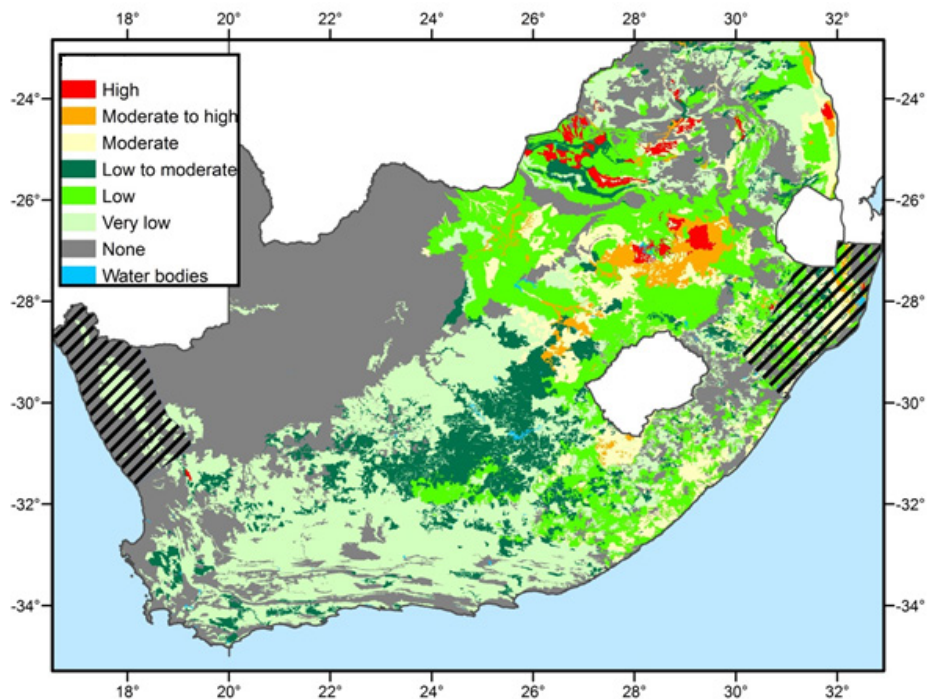 18° 20° 22° 24° 26° 28° 30° 32°
High
Moderate to high
Moderate
Low to moderate
Low
Very low
None
Water bodies
-24°
-26°
-28°
-30°
-32°
-34°
-24°
-26°
-28°
-30°
-32°
-34°
18° 20° 22° 24° 26° 28° 30° 32°